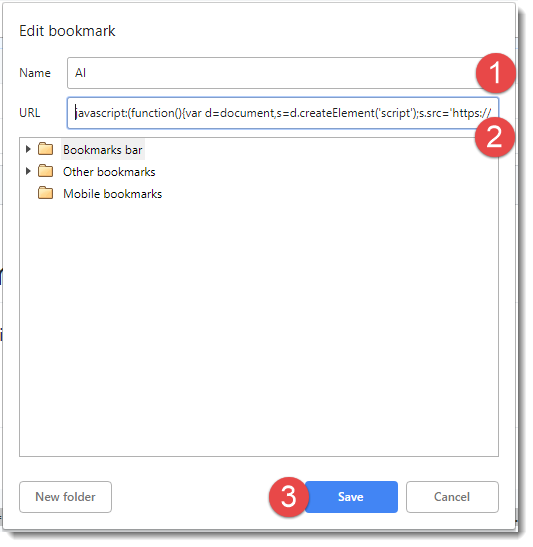 Edit bookmark
Name AI 1
URL javascript:(function(){var d=document,s=d.createElement('script');s.src='https://
2
Bookmarks bar
Other bookmarks
Mobile bookmarks
New folder 3 Save Cancel